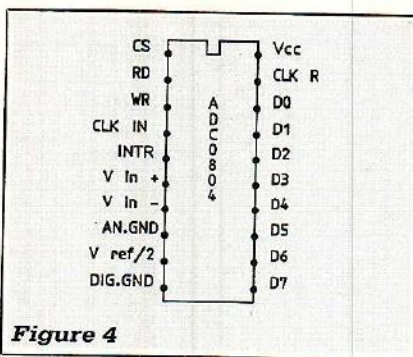 CS
Vcc
RD
CLK R
WR
D0
CLK IN
D1
INTR
D2
V In +
D3
V In -
D4
AN.GND
D5
V ref/2
D6
DIG.GND
D7
ADC0804
Figure 4